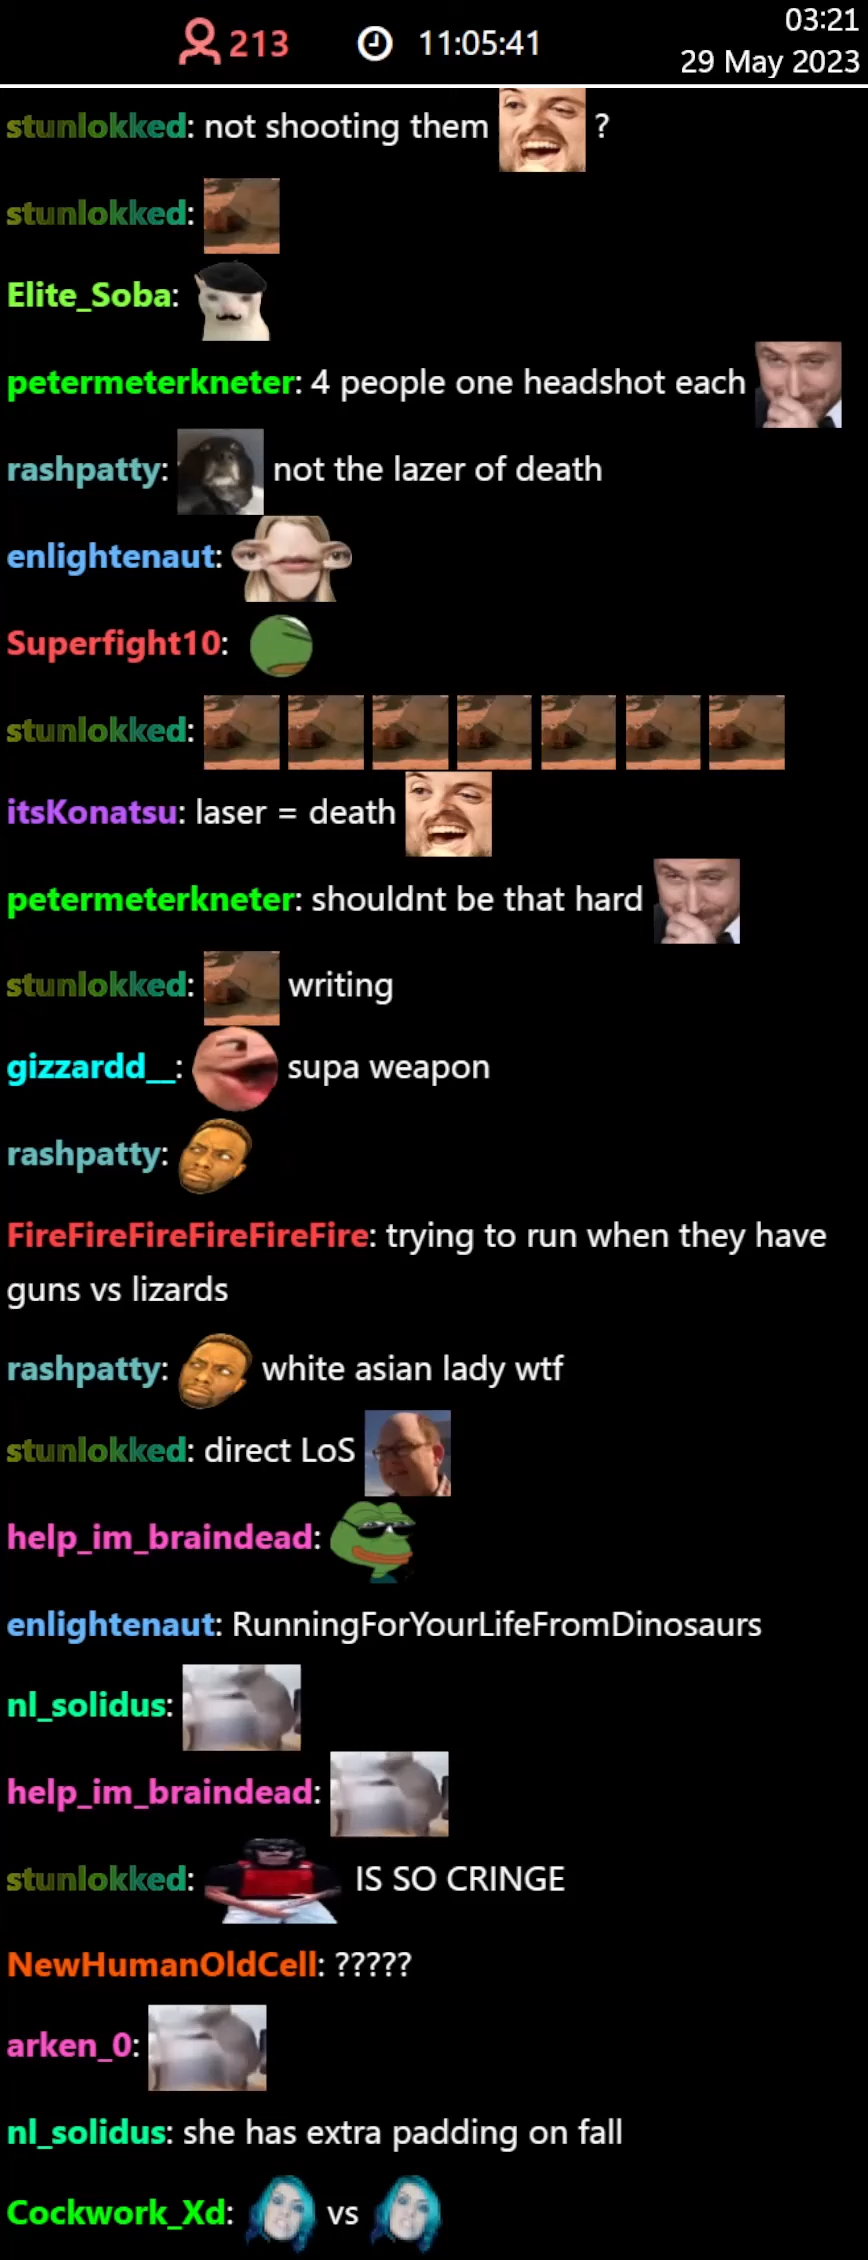 213 11:05:41 03:21
29 May 2023
stunlokked: not shooting them ?
stunlokked:
Elite_Soba:
petermeterkneter: 4 people one headshot each
rashpatty: not the lazer of death
enlightenaut:
Superfight10:
stunlokked:
itsKonatsu: laser = death
petermeterkneter: shouldnt be that hard
stunlokked: writing
gizzardd__: supa weapon
rashpatty:
FireFireFireFireFireFire: trying to run when they have
guns vs lizards
rashpatty: white asian lady wtf
stunlokked: direct LoS
help_im_braindead:
enlightenaut: RunningForYourLifeFromDinosaurs
nl_solidus:
help_im_braindead:
stunlokked: IS SO CRINGE
NewHumanOldCell: ?????
arken_0:
nl_solidus: she has extra padding on fall
Cockwork_Xd: vs